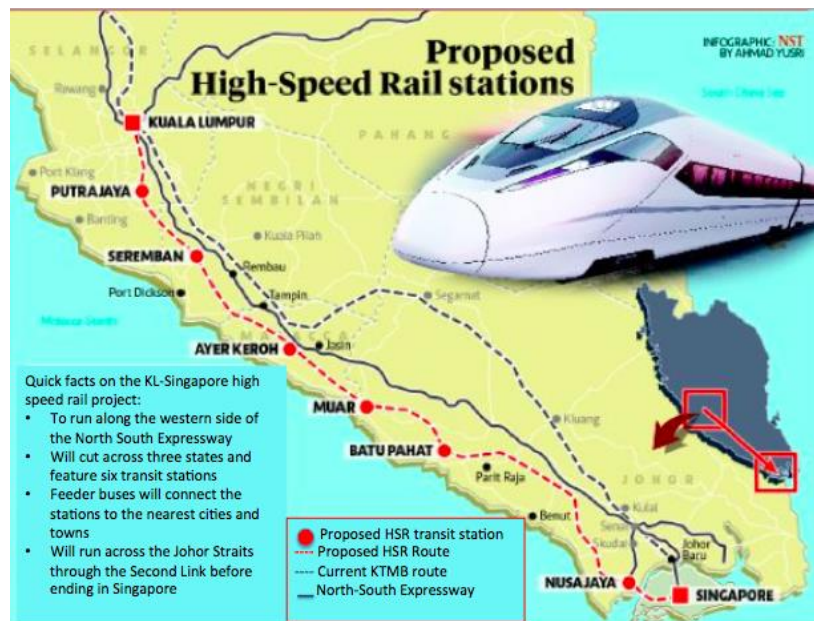 Proposed
High-Speed Rail stations
INFOGRAPHIC: NST
BY AHMAD YUSRI
South China Sea
SELANGOR
Rawang
KUALA LUMPUR
PAHANG
Port Klang
PUTRAJAYA
NEGRI
SEMBILAN
Banting
Kuala Pilah
SEREMBAN
Rembau
Port Dickson
Tampin
Segamat
Malacca Straits
MALACCA
AYER KEROH
Jasin
MUAR
Kluang
BATU PAHAT
Parit Raja
JOHOR
Benut
Kulai
Senai
Skudai
Johor
Baru
NUSAJAYA
SINGAPORE
Quick facts on the KL-Singapore high
speed rail project:
• To run along the western side of
the North South Expressway
• Will cut across three states and
feature six transit stations
• Feeder buses will connect the
stations to the nearest cities and
towns
• Will run across the Johor Straits
through the Second Link before
ending in Singapore
Proposed HSR transit station
Proposed HSR Route
Current KTMB route
North-South Expressway